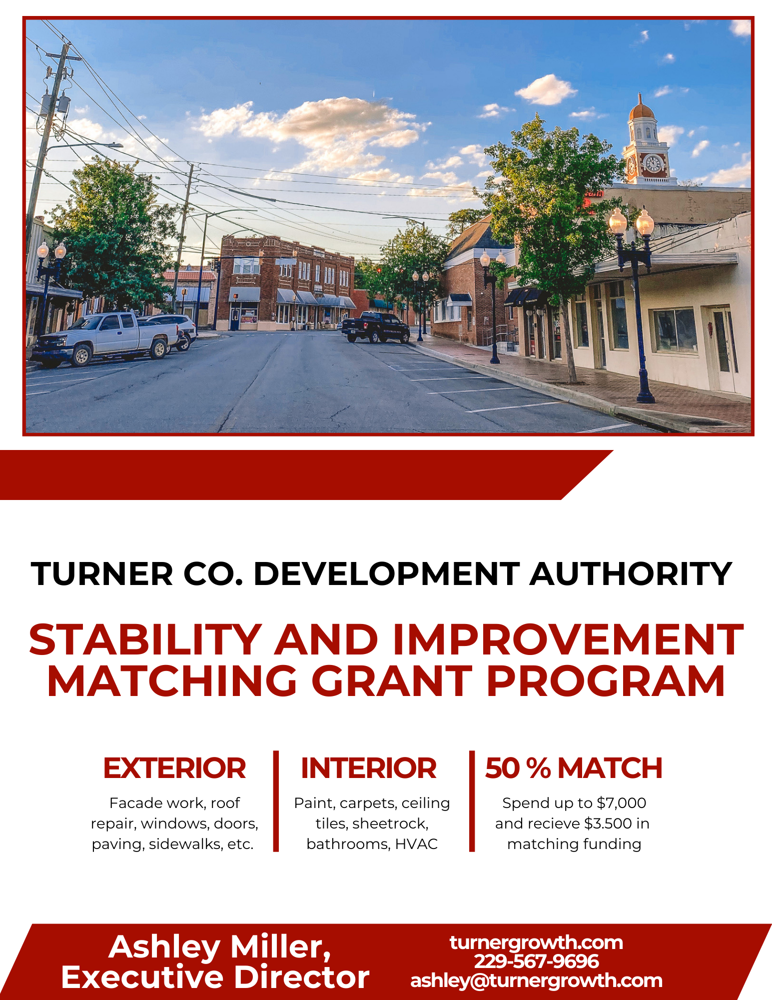 TURNER CO. DEVELOPMENT AUTHORITY
STABILITY AND IMPROVEMENT
MATCHING GRANT PROGRAM
EXTERIOR
Facade work, roof
repair, windows, doors,
paving, sidewalks, etc.
INTERIOR
Paint, carpets, ceiling
tiles, sheetrock,
bathrooms, HVAC
50 % MATCH
Spend up to $7,000
and recieve $3.500 in
matching funding
Ashley Miller,
Executive Director
turnergrowth.com
229-567-9696
ashley@turnergrowth.com